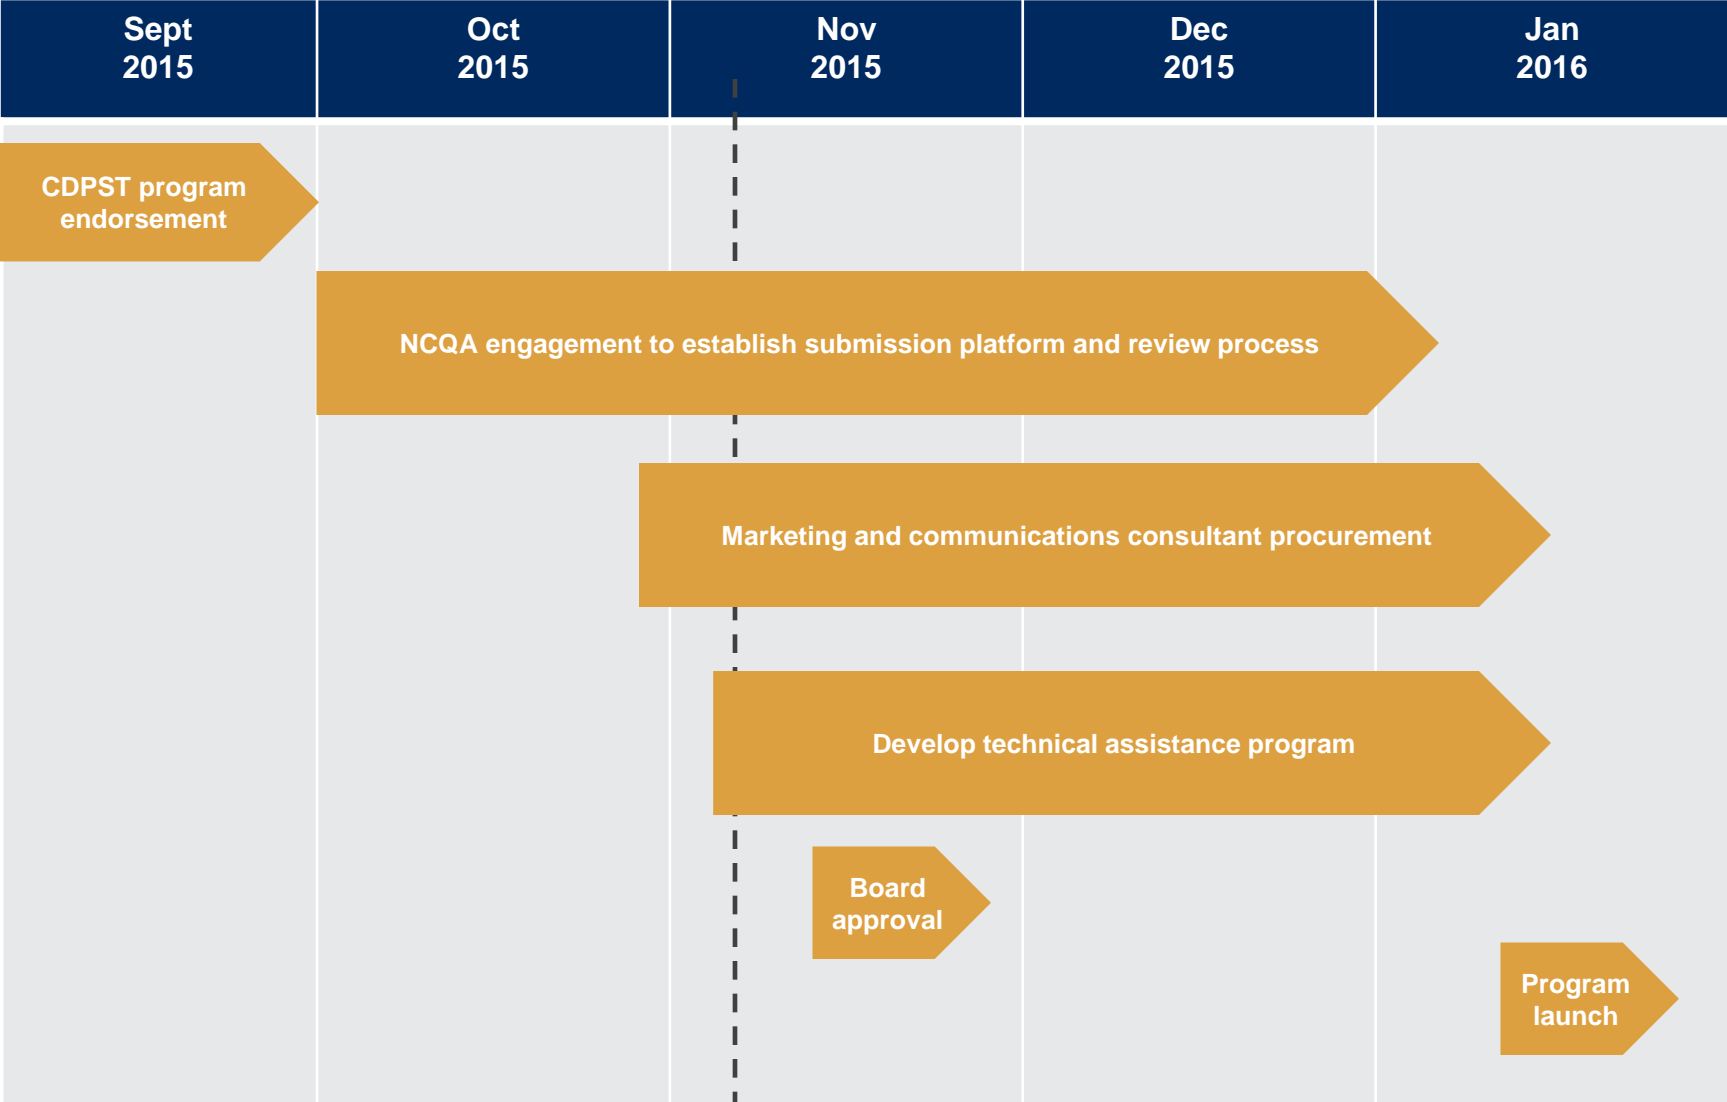 Sept
2015
Oct
2015
Nov
2015
Dec
2015
Jan
2016
CDPST program
endorsement
NCQA engagement to establish submission platform and review process
Marketing and communications consultant procurement
Develop technical assistance program
Board
approval
Program
launch